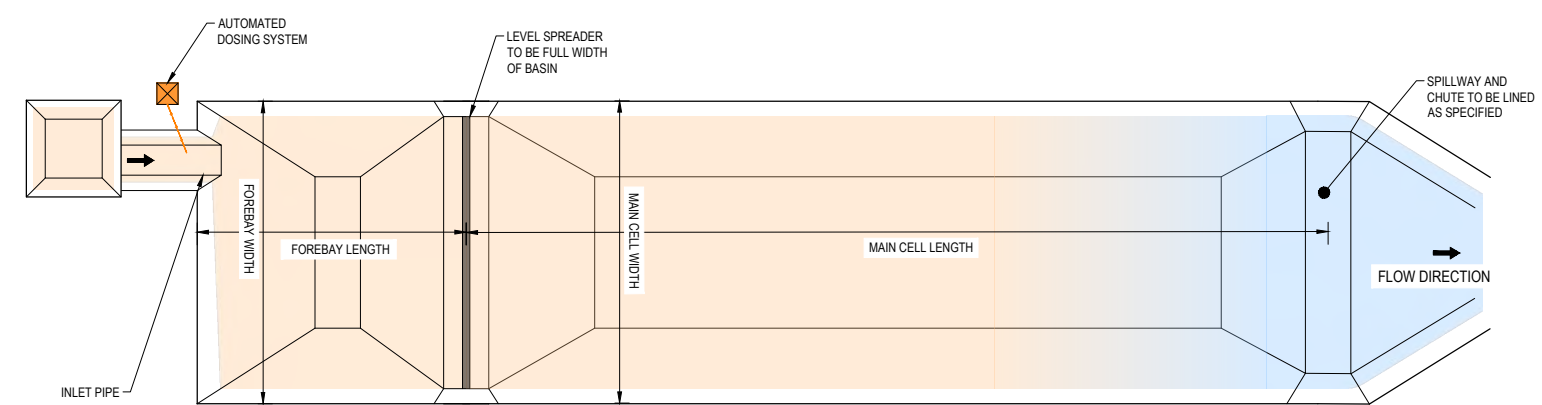 AUTOMATED
DOSING SYSTEM
LEVEL SPREADER
TO BE FULL WIDTH
OF BASIN
SPILLWAY AND
CHUTE TO BE LINED
AS SPECIFIED
FOREBAY WIDTH
FOREBAY LENGTH
MAIN CELL WIDTH
MAIN CELL LENGTH
FLOW DIRECTION
INLET PIPE